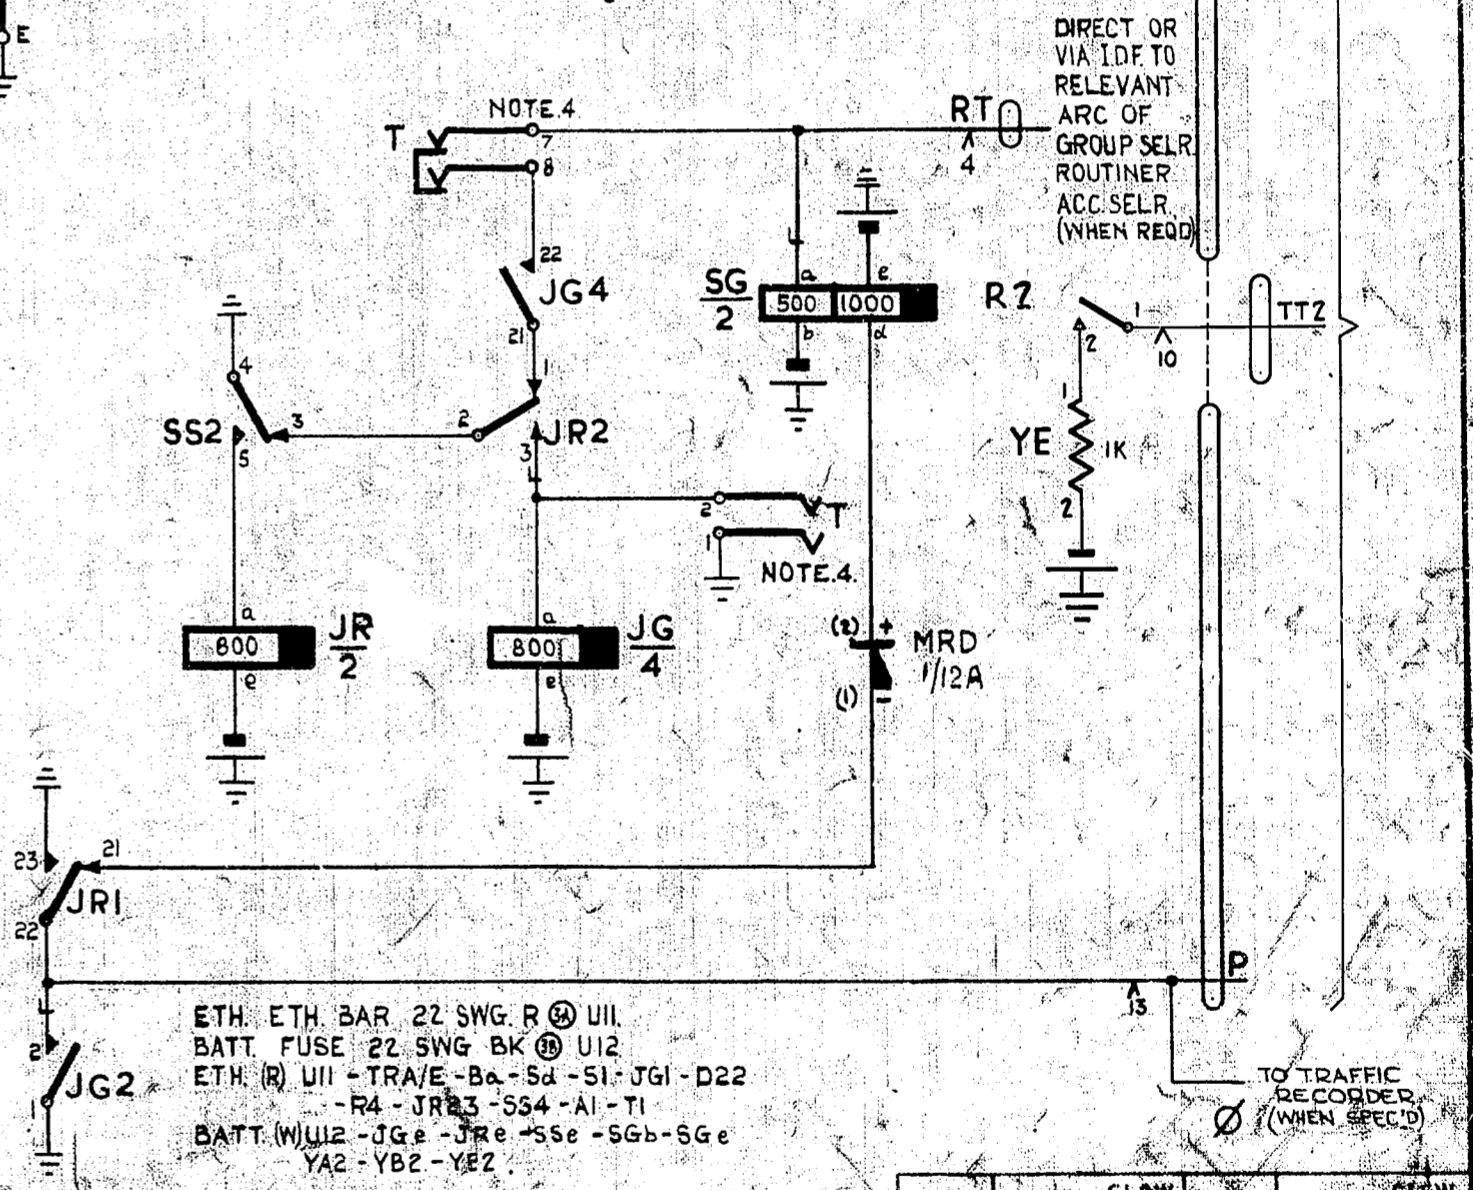 E
DIRECT OR
VIA I.D.F. TO
RELEVANT
ARC OF
GROUP SELR.
ROUTINER
ACC. SELR.
(WHEN REQD)
NOTE.4.
T
7
8
RT
4
22
JG4
21
1
SG
2
a
e
500
1000
b
d
R2
1
2
10
TT2
4
SS2
3
5
2
JR2
3
YE
1
1K
2
2
T
1
NOTE.4.
a
800
e
JR
2
a
800
e
JG
4
(2)
+
MRD
1/12A
(1)
-
23
21
JR1
22
P
13
2
JG2
1
ETH. ETH. BAR 22 SWG. R 3A U11.
BATT. FUSE 22 SWG BK 3B U12
ETH. (R) U11 - TRA/E - Ba - Sd - S1 - JG1 - D22
- R4 - JR23 - SS4 - A1 - T1
BATT. (W) U12 - JGe - JRe - SSe - SGb - SGe
YA2 - YB2 - YE2.
TO TRAFFIC
RECORDER
(WHEN SPEC'D)
Ø